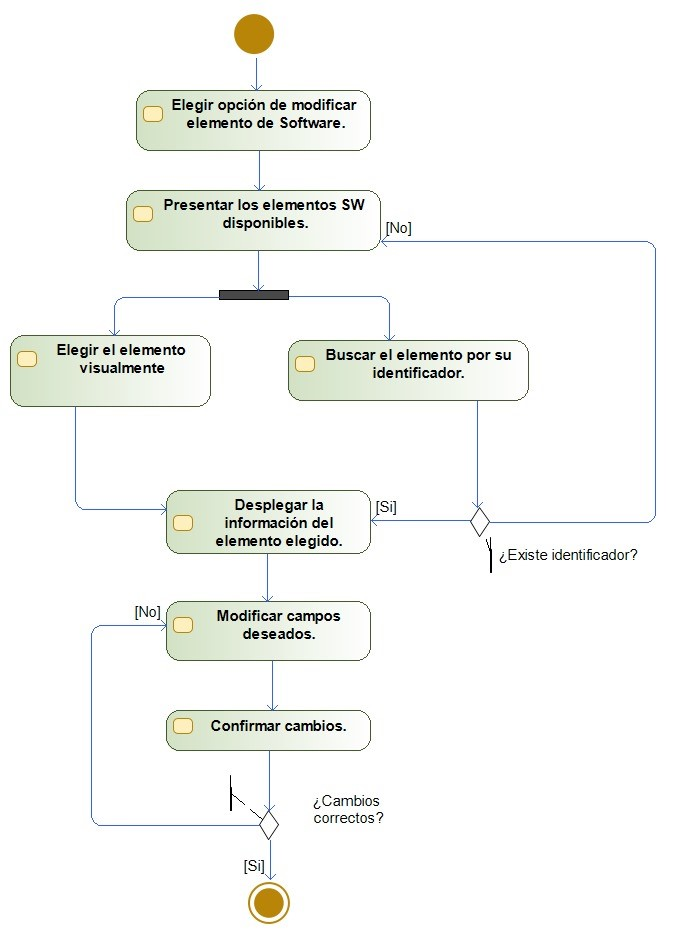 Elegir opción de modificar
elemento de Software.
Presentar los elementos SW
disponibles.
[No]
Elegir el elemento
visualmente
Buscar el elemento por su
identificador.
Desplegar la
información del
elemento elegido.
[Si]
¿Existe identificador?
[No]
Modificar campos
deseados.
Confirmar cambios.
¿Cambios
correctos?
[Si]